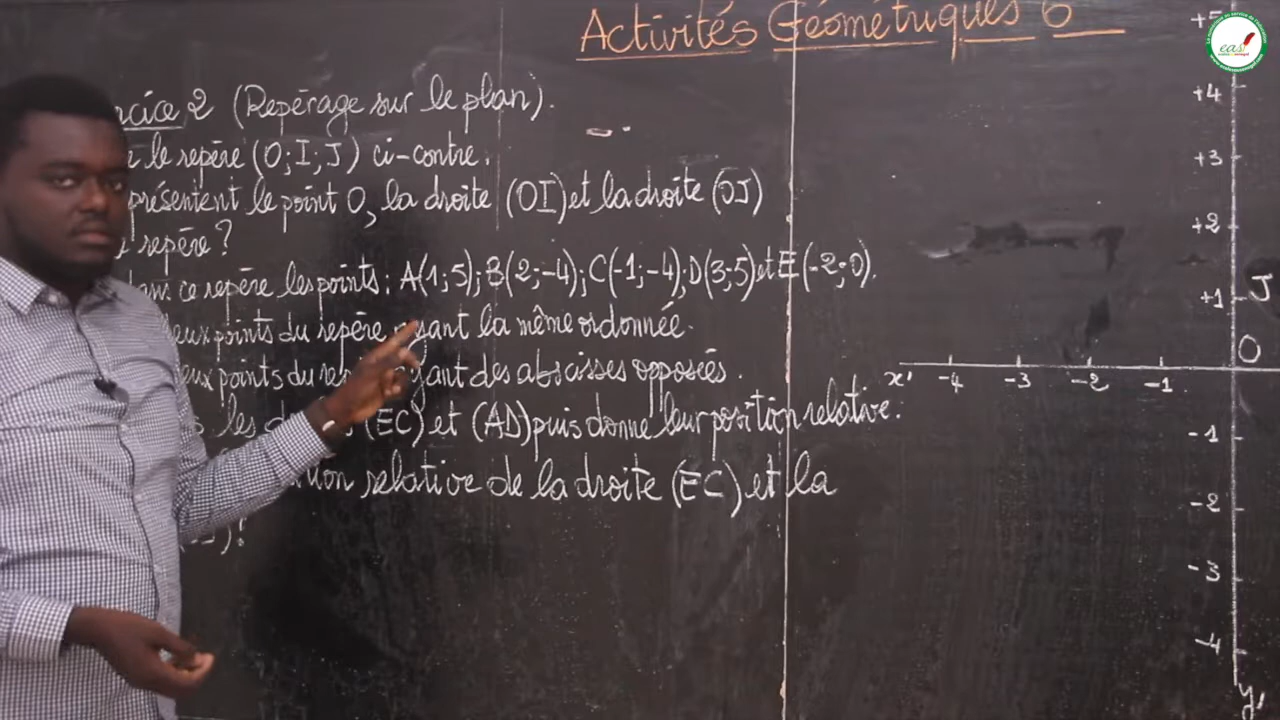 Activités Géométriques 6
2 (Repérage sur le plan).
le repère (O; I; J) ci-contre.
présentent le point O, la droite (OI) et la droite (OJ)
repère?
ce repère les points : A(1; 5); B(2; -4); C(-1; -4); D(3; 5) et E(-2; 0).
points du repère ayant la même ordonnée.
points du ayant des abscisses opposées.
les (EC) et (AD) puis donne leur position relative.
relative de la droite (EC) et la
+5
+4
+3
+2
+1 J
O
x' -4 -3 -2 -1
-1
-2
-3
-4
y'
eas!